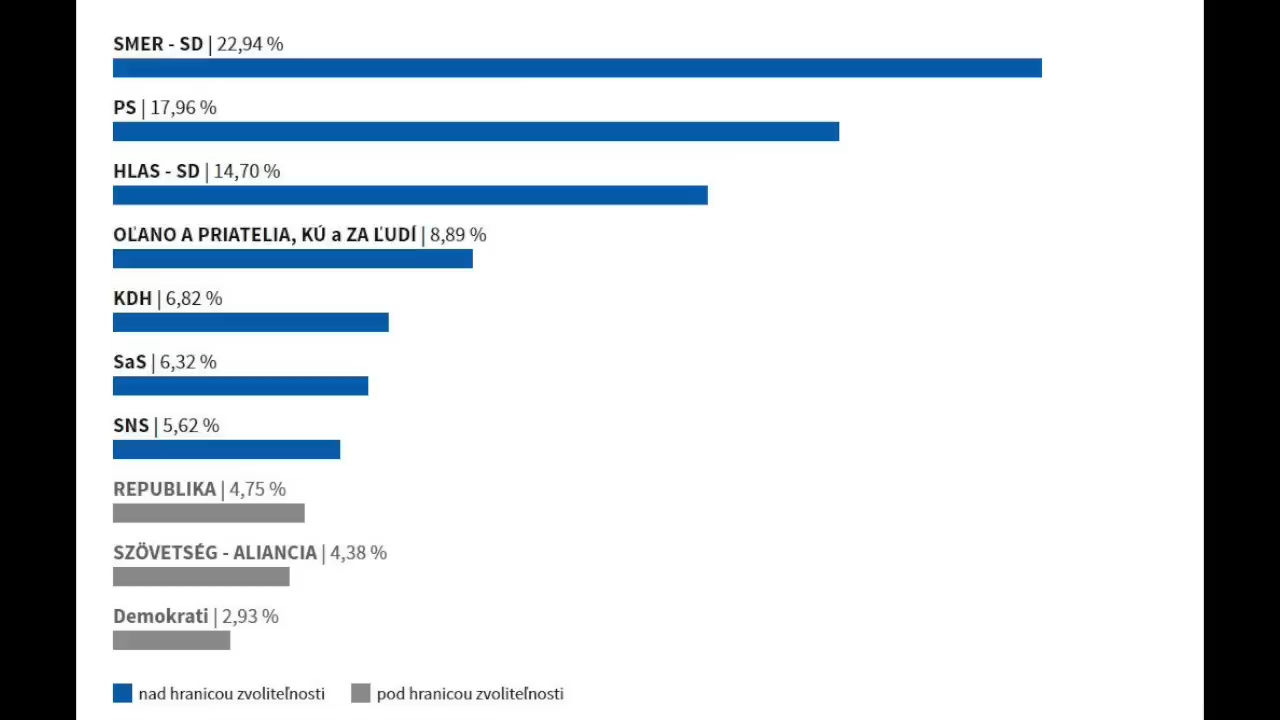 SMER - SD | 22,94 %
PS | 17,96 %
HLAS - SD | 14,70 %
OĽANO A PRIATELIA, KÚ a ZA ĽUDÍ | 8,89 %
KDH | 6,82 %
SaS | 6,32 %
SNS | 5,62 %
REPUBLIKA | 4,75 %
SZÖVETSÉG - ALIANCIA | 4,38 %
Demokrati | 2,93 %
nad hranicou zvoliteľnosti pod hranicou zvoliteľnosti